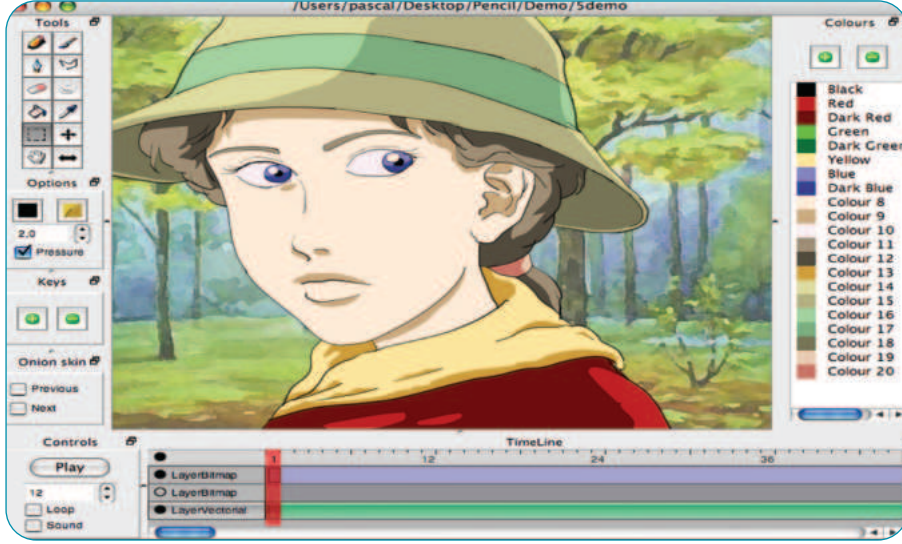 /Users/pascal/Desktop/Pencil/Demo/5demo
Tools
Options
2,0
Pressure
Keys
Onion skin
Previous
Next
Colours
Black
Red
Dark Red
Green
Dark Green
Yellow
Blue
Dark Blue
Colour 8
Colour 9
Colour 10
Colour 11
Colour 12
Colour 13
Colour 14
Colour 15
Colour 16
Colour 17
Colour 18
Colour 19
Colour 20
Controls
Play
12
Loop
Sound
TimeLine
1 12 24 36
LayerBitmap
LayerBitmap
LayerVectorial